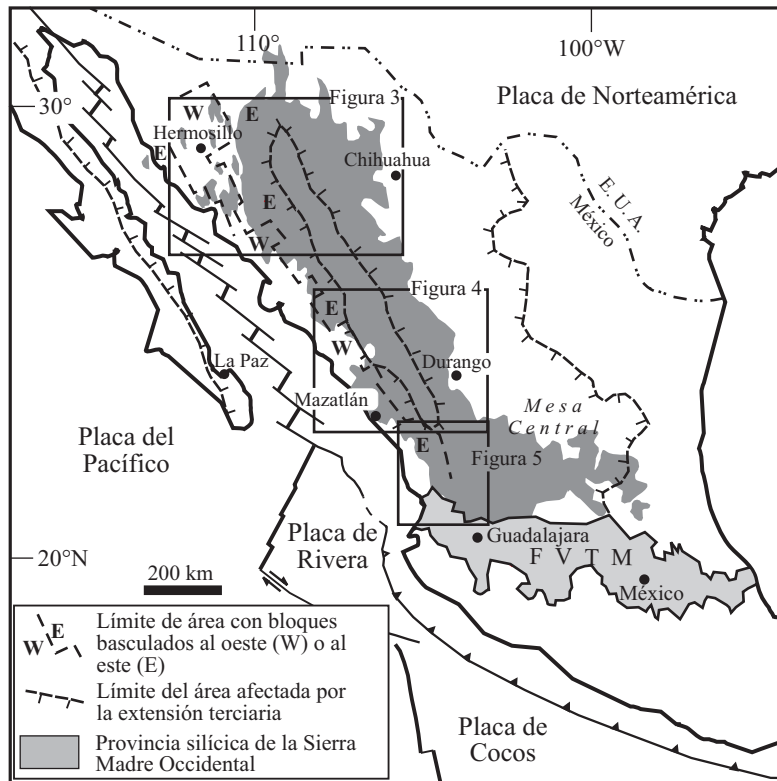 110°
100°W
30°
Figura 3
W
E
Placa de Norteamérica
Hermosillo
E
Chihuahua
E
E. U. A.
México
W
Figura 4
E
W
La Paz
Durango
Mazatlán
Mesa
Central
E
Placa del
Pacífico
Figura 5
Placa de
Rivera
Guadalajara
F V T M
20°N
México
200 km
W E
Límite de área con bloques
basculados al oeste (W) o al
este (E)
Límite del área afectada por
la extensión terciaria
Provincia silícica de la Sierra
Madre Occidental
Placa de
Cocos